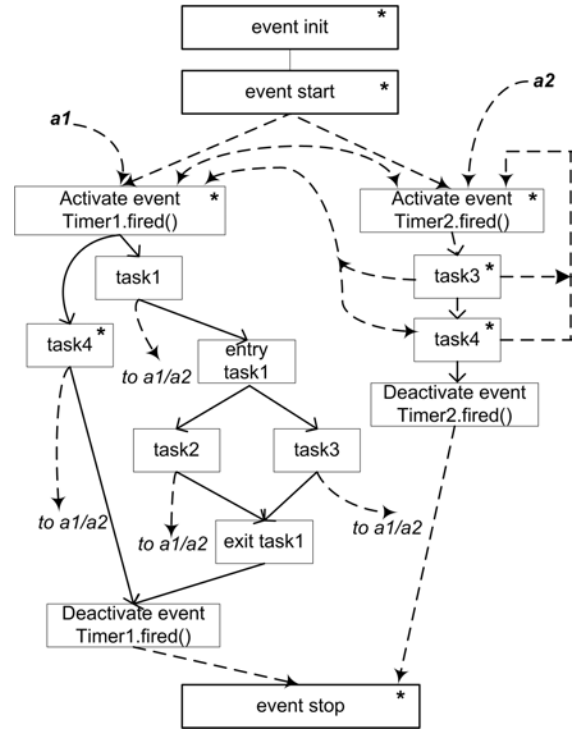 event init *
event start *
a1
a2
Activate event
Timer1.fired() *
Activate event
Timer2.fired() *
task1
task3 *
task4 *
to a1/a2
entry
task1
task4 *
Deactivate event
Timer2.fired()
task2
task3
to a1/a2
to a1/a2
exit task1
to a1/a2
Deactivate event
Timer1.fired()
event stop *